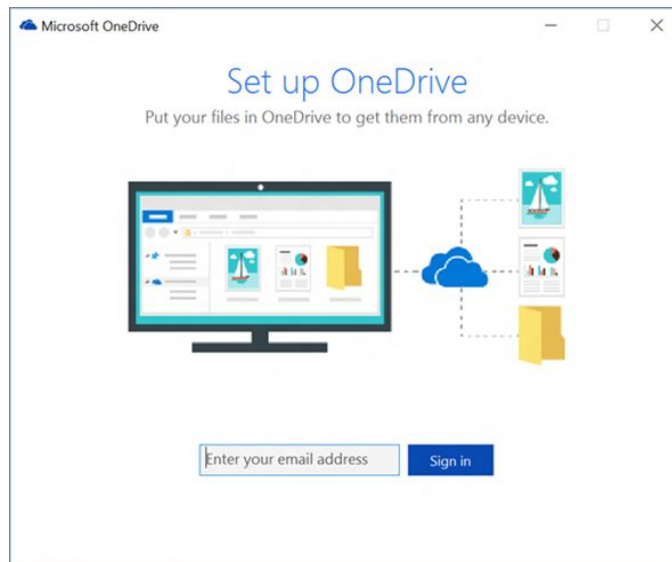 Microsoft OneDrive
Set up OneDrive
Put your files in OneDrive to get them from any device.
Enter your email address
Sign in